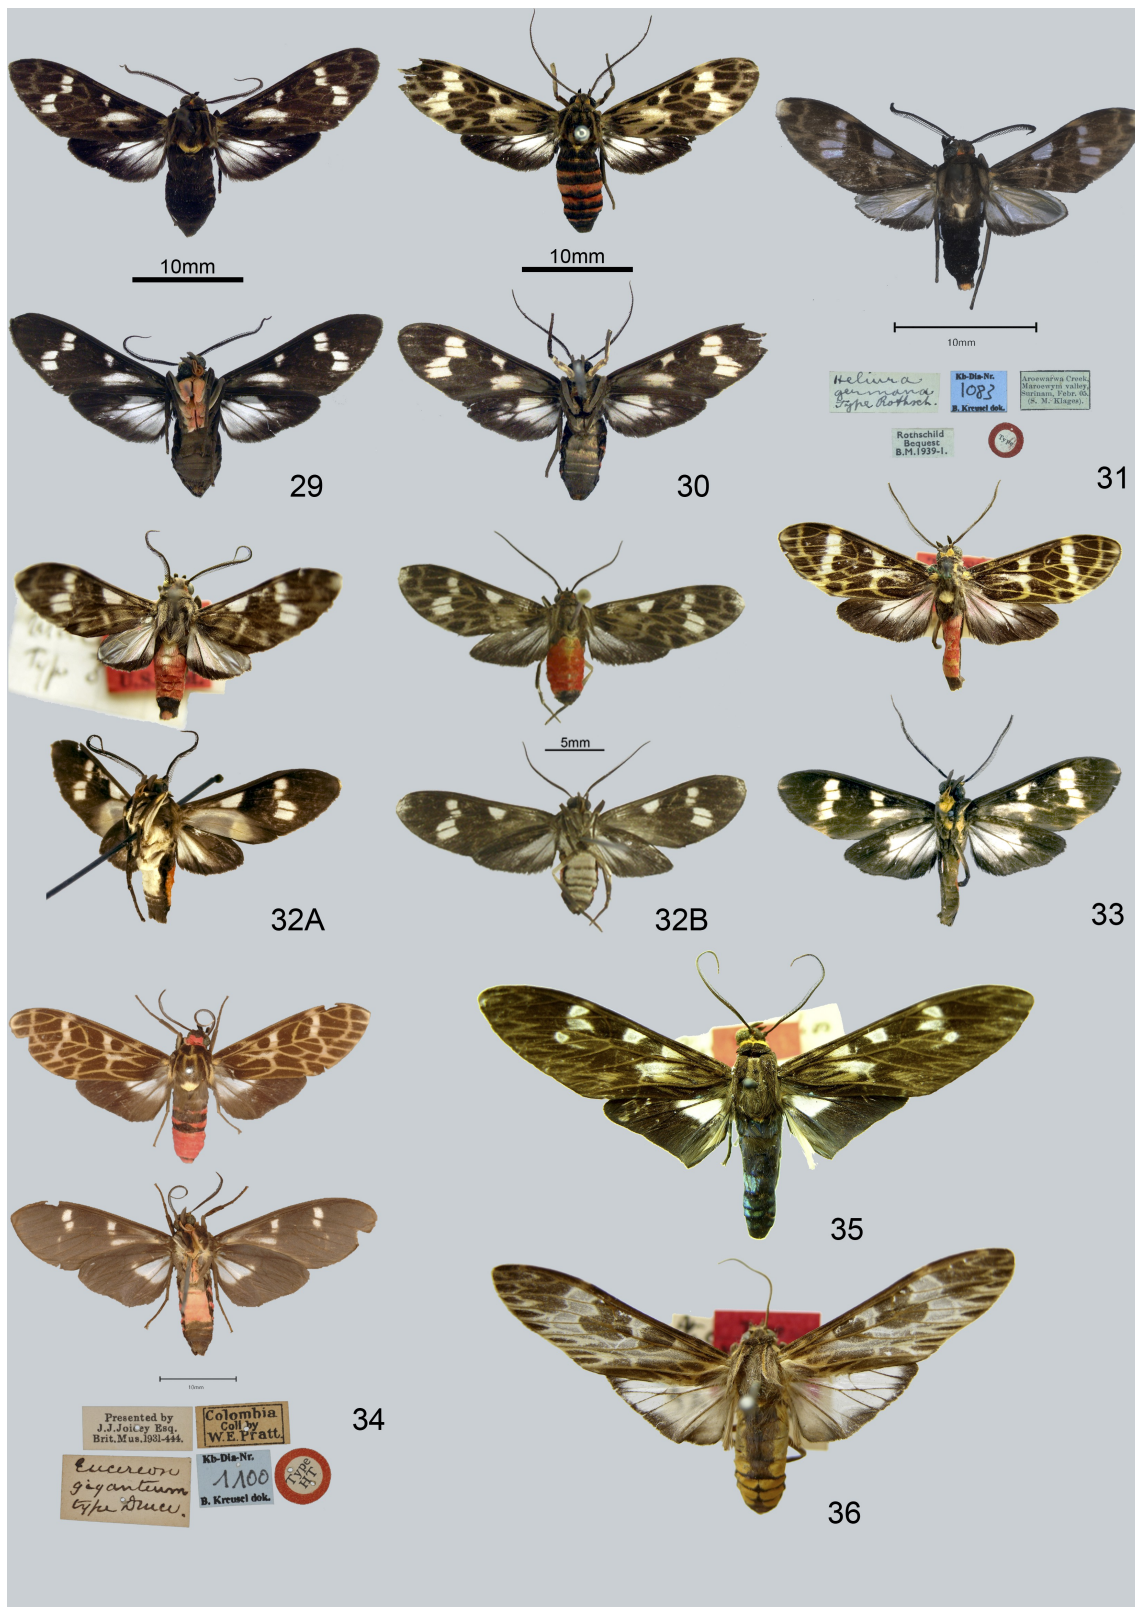 10mm
10mm
10mm
Heliura
germana
Type Rothsch.
Kb-Dia-Nr.
1083
B. Kreusel dok.
Aroewarwa Creek,
Maroewym valley,
Surinam, Febr. 05.
(S. M. Klages).
Rothschild
Bequest
B.M.1939-1.
Type
29
30
31
Type
U.S.
5mm
32A
32B
33
10mm
34
35
Presented by
J.J.Joicey Esq.
Brit.Mus.1931-444.
Colombia
Coll by
W.E.Pratt.
Eucereon
giganteum
type Druce.
Kb-Dia-Nr.
1100
B. Kreusel dok.
Type
HT
36